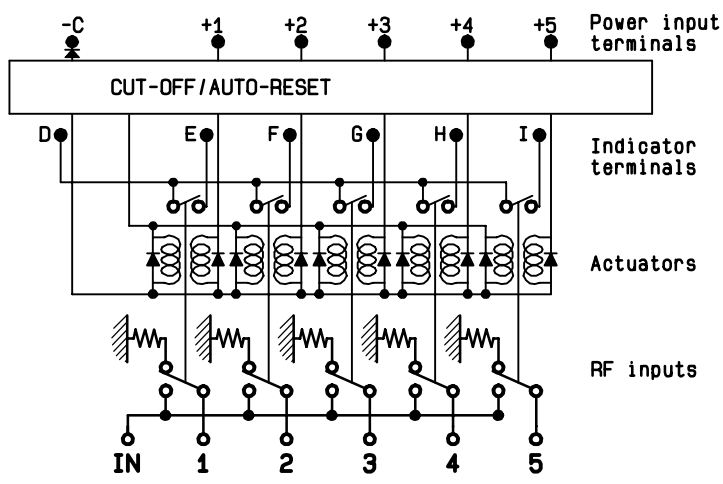 -C +1 +2 +3 +4 +5 Power input
terminals
CUT-OFF/AUTO-RESET
D E F G H I Indicator
terminals
Actuators
RF inputs
IN 1 2 3 4 5